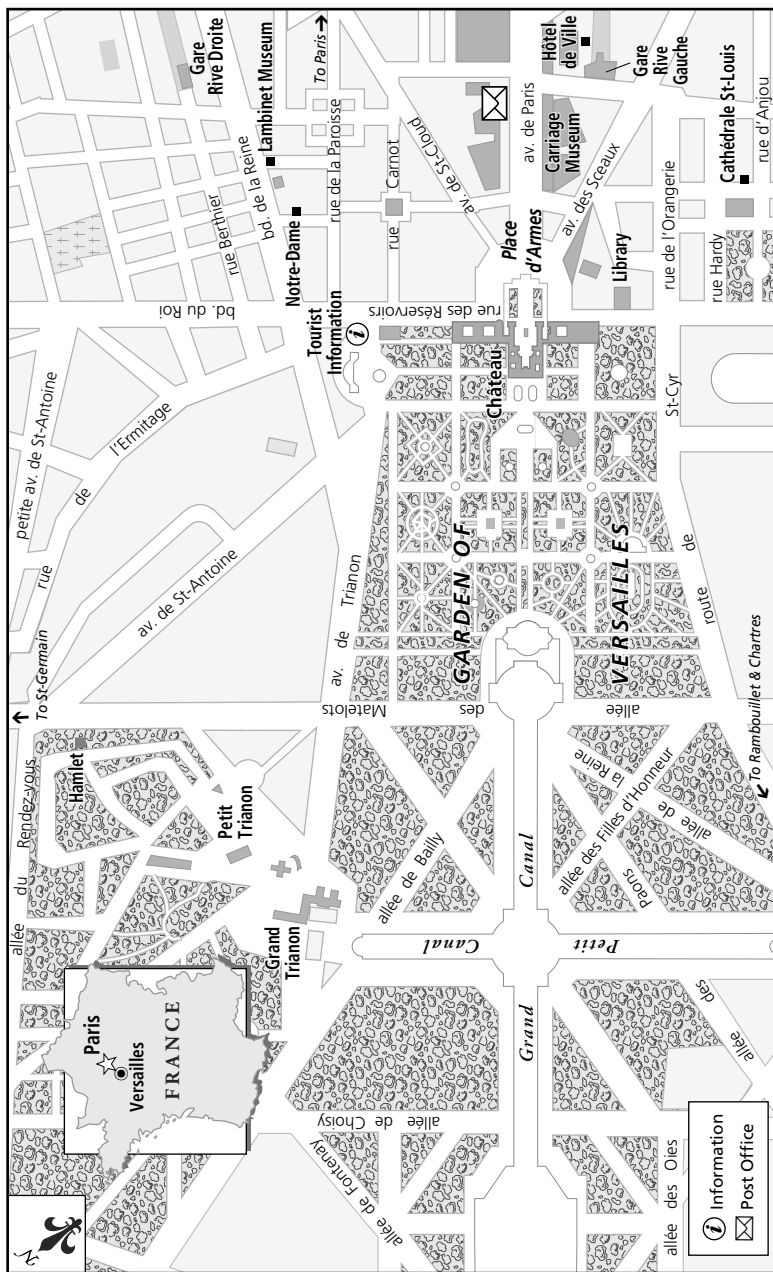 N
Paris
Versailles
FRANCE
allée du Rendez-vous
To St-Germain
rue de l'Ermitage
petite av. de St-Antoine
av. de St-Antoine
bd. du Roi
rue Berthier
bd. de la Reine
Gare
Rive Droite
Lambinet Museum
Notre-Dame
To Paris
rue de la Paroisse
rue Carnot
Tourist
Information
i
rue des Réservoirs
av. de St-Cloud
Place
d'Armes
av. de Paris
Hôtel
de Ville
Gare
Rive
Gauche
Carriage
Museum
av. des Sceaux
Library
rue de l'Orangerie
rue Hardy
Cathédrale St-Louis
rue d'Anjou
Hamlet
Petit
Trianon
Grand
Trianon
av. de Trianon
Château
GARDEN OF
VERSAILLES
allée des Matelots
route de St-Cyr
To Rambouillet & Chartres
allée de Bailly
allée des Filles d'Honneur
allée de la Reine
allée des Paons
Grand Canal
Petit Canal
allée de Choisy
allée de Fontenay
allée des Oies
i Information
Post Office